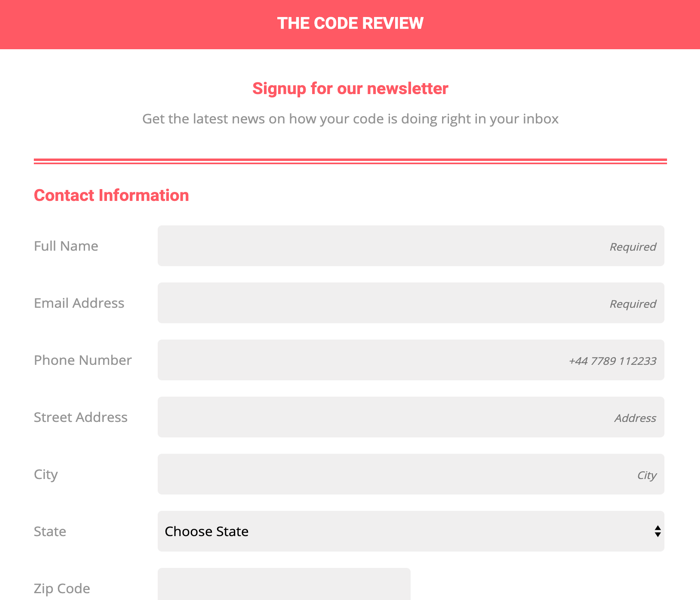 THE CODE REVIEW
Signup for our newsletter
Get the latest news on how your code is doing right in your inbox
Contact Information
Full Name Required
Email Address Required
Phone Number +44 7789 112233
Street Address Address
City City
State Choose State
Zip Code